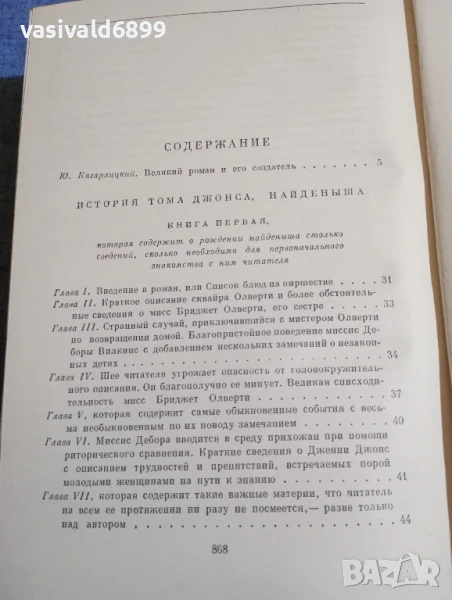 vasivald6899
СОДЕРЖАНИЕ
Ю. Кагарлицкий, Великий роман и его создатель . . . . . . . . 5
ИСТОРИЯ ТОМА ДЖОНСА, НАЙДЕНЫША
КНИГА ПЕРВАЯ,
которая содержит о рождении найденыша столько
сведений, сколько необходимо для первоначального
знакомства с ним читателя
Глава I. Введение в роман, или Список блюд на пиршестве . . 31
Глава II. Краткое описание сквайра Олверти и более обстоятель-
ные сведения о мисс Бриджет Олверти, его сестре . . . . 33
Глава III. Странный случай, приключившийся с мистером Олверти
по возвращении домой. Благопристойное поведение миссис Де-
боры Вилкинс с добавлением нескольких замечаний о незакон-
ных детях . . . . . . . . . . . . . . . . 34
Глава IV. Шее читателя угрожает опасность от головокружитель-
ного описания. Он благополучно ее минует. Великая снисходи-
тельность мисс Бриджет Олверти . . . . . . . . . . 37
Глава V, которая содержит самые обыкновенные события с весь-
ма необыкновенным по их поводу замечанием . . . . . . 40
Глава VI. Миссис Дебора вводится в среду прихожан при помощи
риторического сравнения. Краткие сведения о Дженни Джонс
с описанием трудностей и препятствий, встречаемых порой
молодыми женщинами на пути к знанию . . . . . . . . 41
Глава VII, которая содержит такие важные материи, что читатель
на всем ее протяжении ни разу не посмеется,— разве только
над автором . . . . . . . . . . . . . . . . 44
868
BAZAR